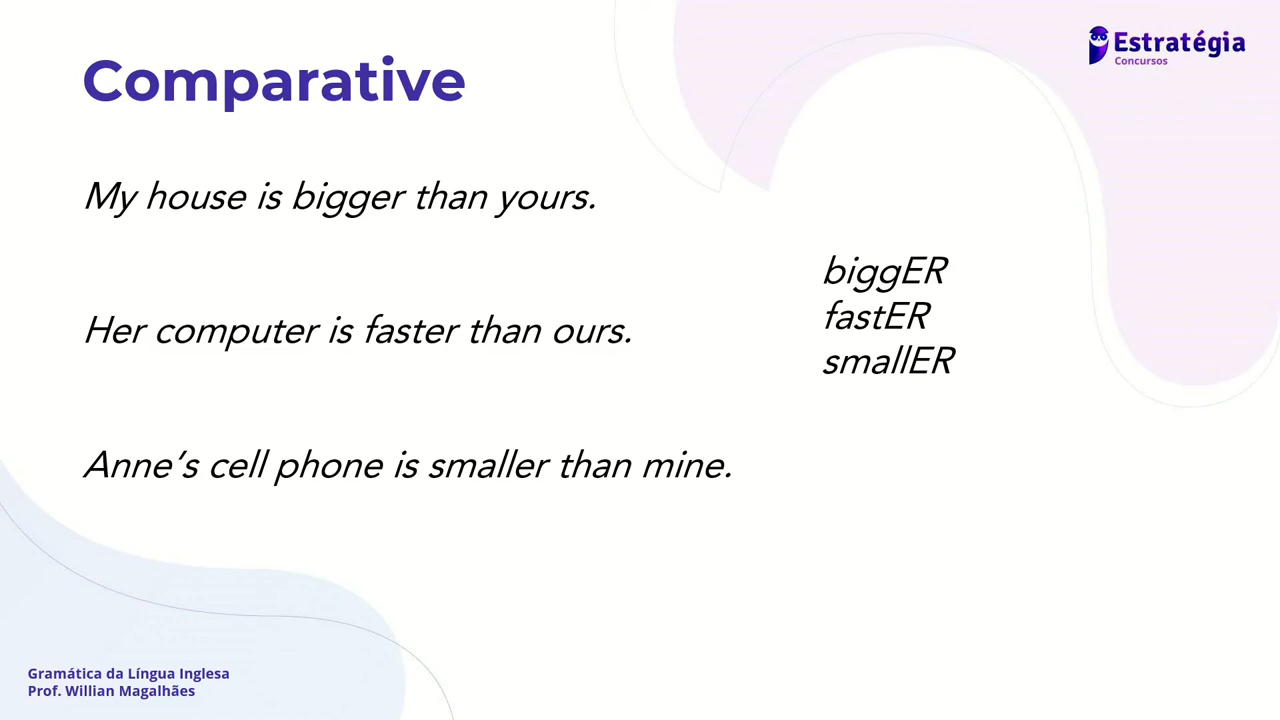 Estratégia
Concursos
Comparative
My house is bigger than yours.
Her computer is faster than ours.
Anne’s cell phone is smaller than mine.
biggER
fastER
smallER
Gramática da Língua Inglesa
Prof. Willian Magalhães